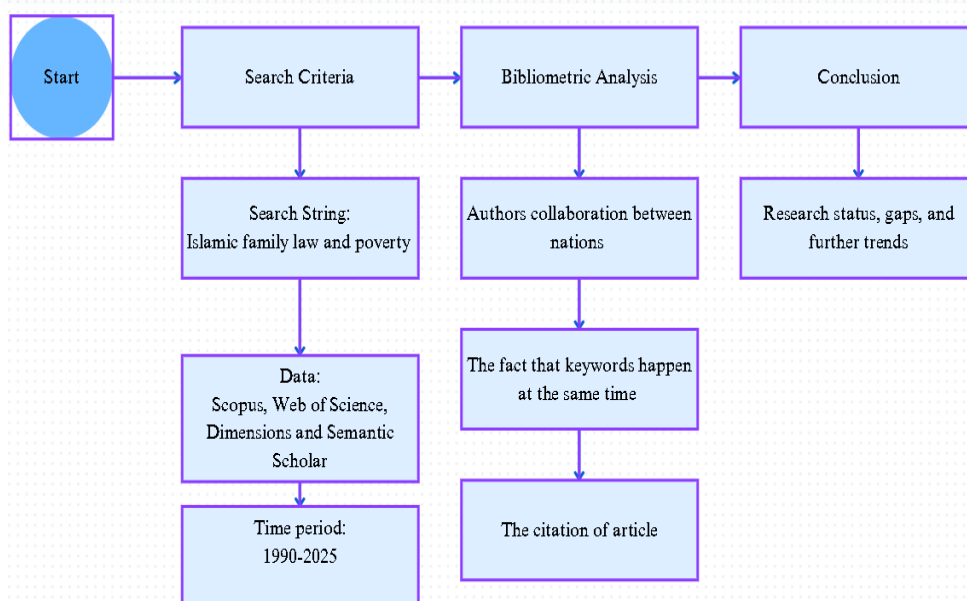 Start
Search Criteria
Bibliometric Analysis
Conclusion
Search String:
Islamic family law and poverty
Authors collaboration between
nations
Research status, gaps, and
further trends
Data:
Scopus, Web of Science,
Dimensions and Semantic
Scholar
The fact that keywords happen
at the same time
Time period:
1990-2025
The citation of article